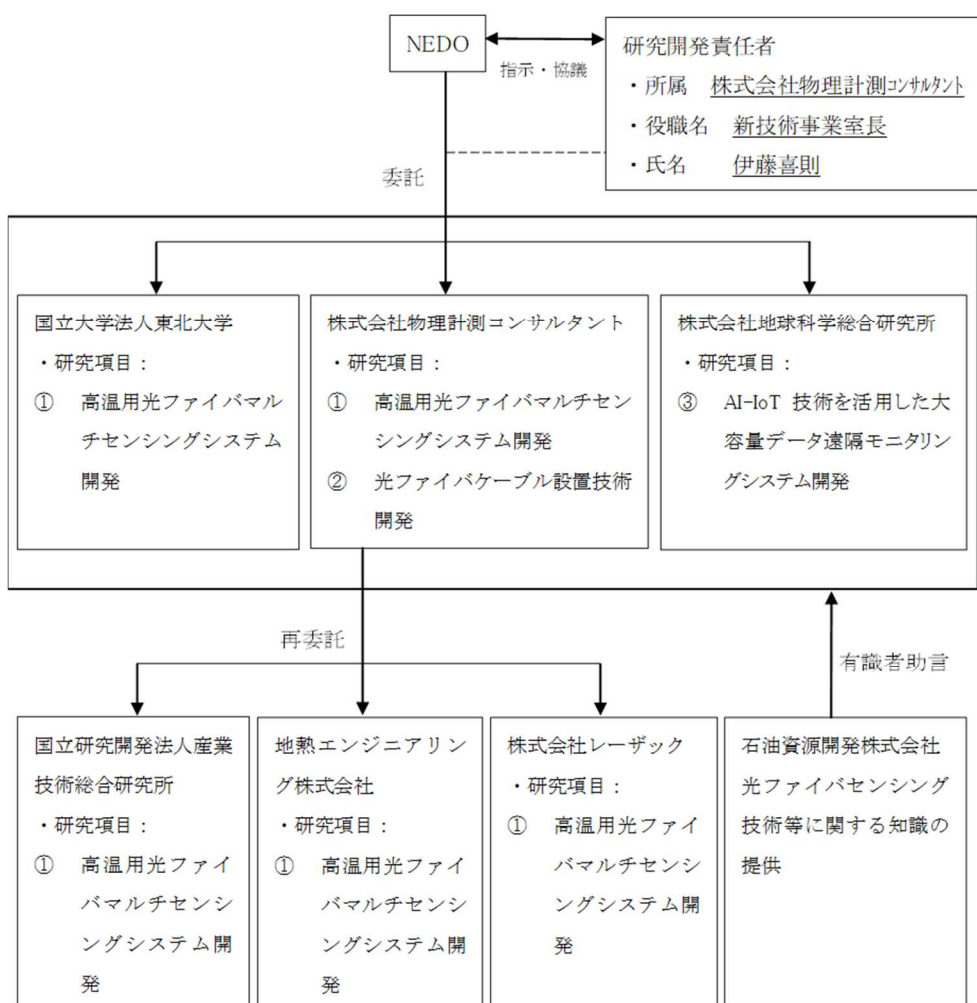 NEDO
指示・協議
研究開発責任者
・所属 株式会社物理計測コンサルタント
・役職名 新技術事業室長
・氏名 伊藤喜則
委託
国立大学法人東北大学
・研究項目：
① 高温用光ファイバマル
チセンシングシステム
開発
株式会社物理計測コンサルタント
・研究項目：
① 高温用光ファイバマルチセン
シングシステム開発
② 光ファイバケーブル設置技術
開発
株式会社地球科学総合研究所
・研究項目：
③ AI-IoT 技術を活用した大
容量データ遠隔モニタリン
グシステム開発
再委託
有識者助言
国立研究開発法人産業
技術総合研究所
・研究項目：
① 高温用光ファイ
バマルチセンシ
ングシステム開
発
地熱エンジニアリン
グ株式会社
・研究項目：
① 高温用光ファイ
バマルチセンシ
ングシステム開
発
株式会社レーザック
・研究項目：
① 高温用光ファイ
バマルチセンシ
ングシステム開
発
石油資源開発株式会社
光ファイバセンシング
技術等に関する知識の
提供